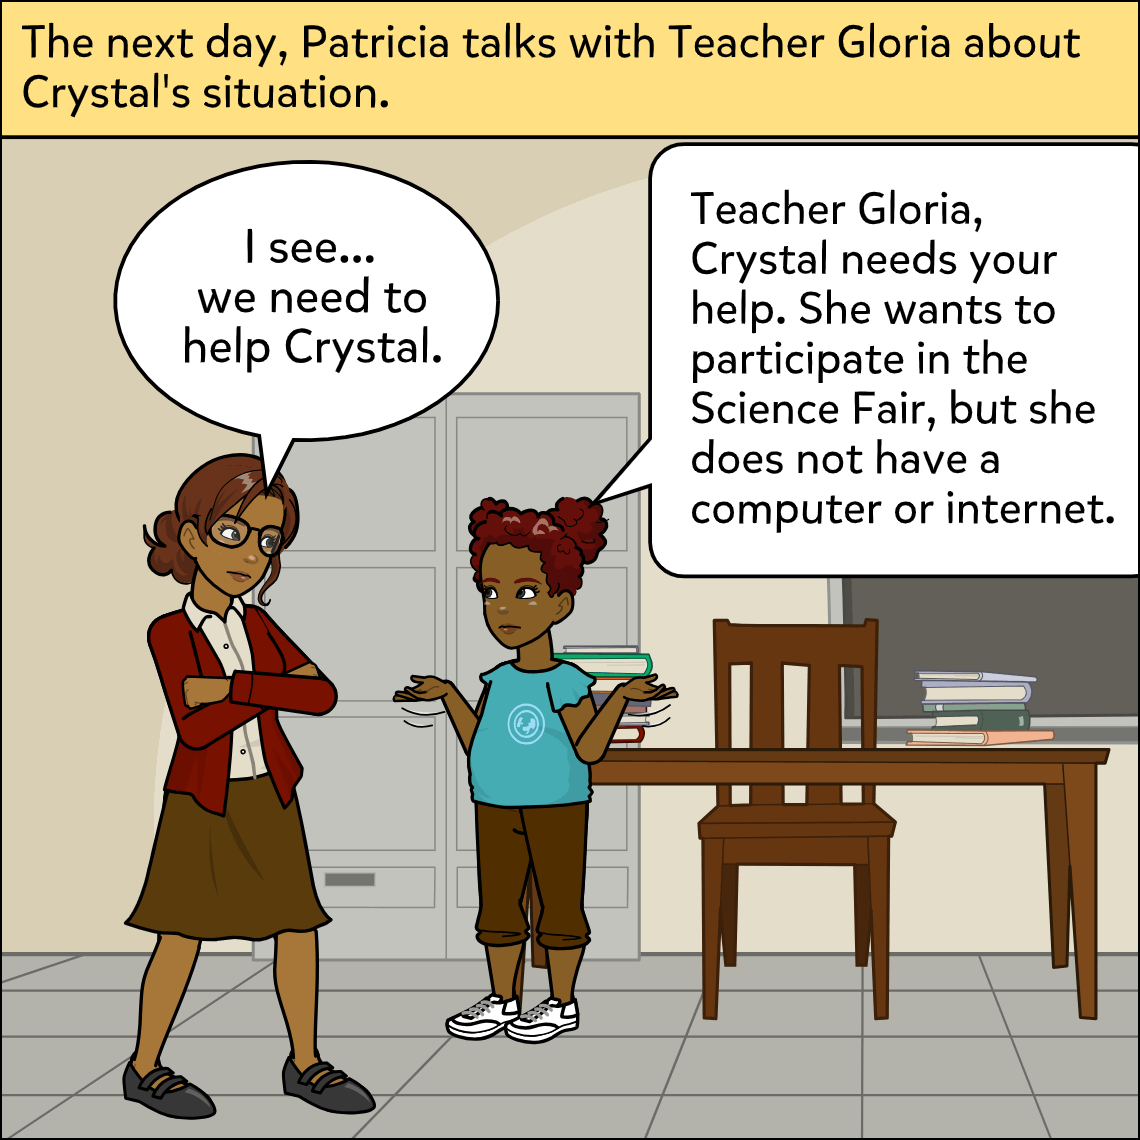 The next day, Patricia talks with Teacher Gloria about
Crystal's situation.
I see...
we need to
help Crystal.
Teacher Gloria,
Crystal needs your
help. She wants to
participate in the
Science Fair, but she
does not have a
computer or internet.